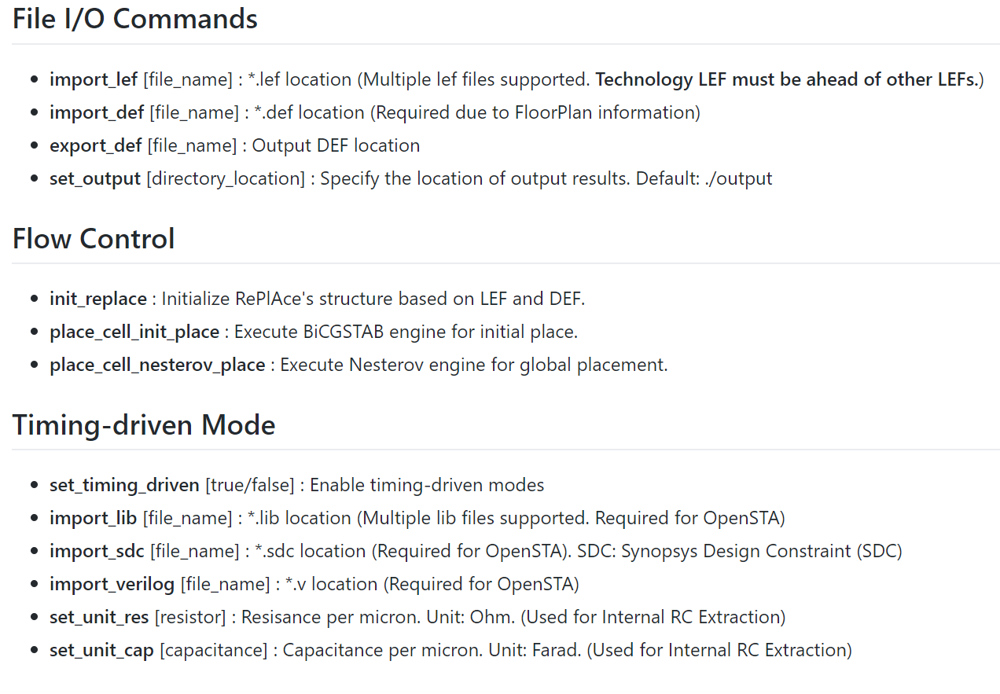 File I/O Commands
import_lef [file_name] : *.lef location (Multiple lef files supported. Technology LEF must be ahead of other LEFs.)
import_def [file_name] : *.def location (Required due to FloorPlan information)
export_def [file_name] : Output DEF location
set_output [directory_location] : Specify the location of output results. Default: ./output
Flow Control
init_replace : Initialize RePlAce's structure based on LEF and DEF.
place_cell_init_place : Execute BiCGSTAB engine for initial place.
place_cell_nesterov_place : Execute Nesterov engine for global placement.
Timing-driven Mode
set_timing_driven [true/false] : Enable timing-driven modes
import_lib [file_name] : *.lib location (Multiple lib files supported. Required for OpenSTA)
import_sdc [file_name] : *.sdc location (Required for OpenSTA). SDC: Synopsys Design Constraint (SDC)
import_verilog [file_name] : *.v location (Required for OpenSTA)
set_unit_res [resistor] : Resisance per micron. Unit: Ohm. (Used for Internal RC Extraction)
set_unit_cap [capacitance] : Capacitance per micron. Unit: Farad. (Used for Internal RC Extraction)